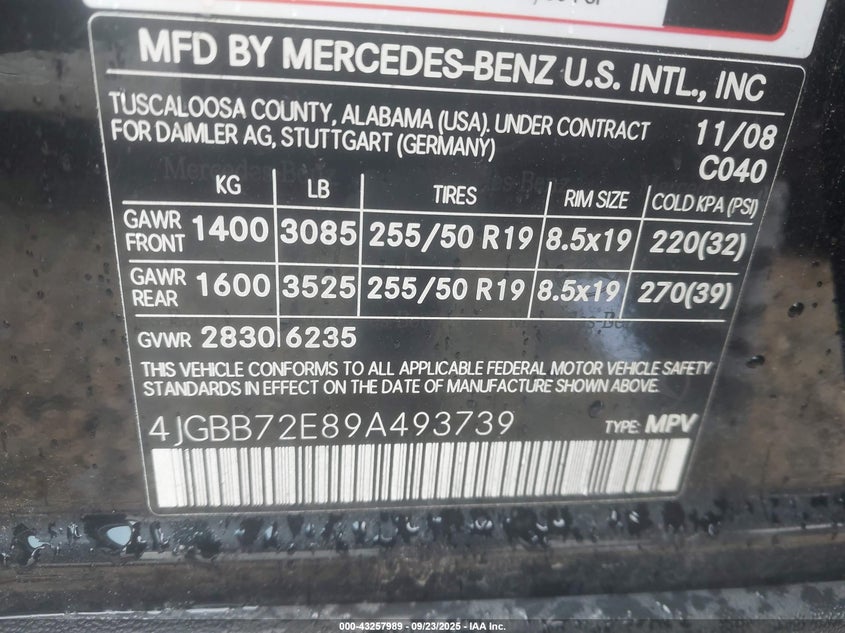 MFD BY MERCEDES-BENZ U.S. INTL., INC
TUSCALOOSA COUNTY, ALABAMA (USA). UNDER CONTRACT
FOR DAIMLER AG, STUTTGART (GERMANY)
11/08
C040
KG LB TIRES RIM SIZE COLD KPA (PSI)
GAWR FRONT 1400 3085 255/50 R19 8.5x19 220(32)
GAWR REAR 1600 3525 255/50 R19 8.5x19 270(39)
GVWR 2830 6235
THIS VEHICLE CONFORMS TO ALL APPLICABLE FEDERAL MOTOR VEHICLE SAFETY
STANDARDS IN EFFECT ON THE DATE OF MANUFACTURE SHOWN ABOVE.
4JGBB72E89A493739 TYPE: MPV
000-43257989 - 09/23/2025 - IAA Inc.